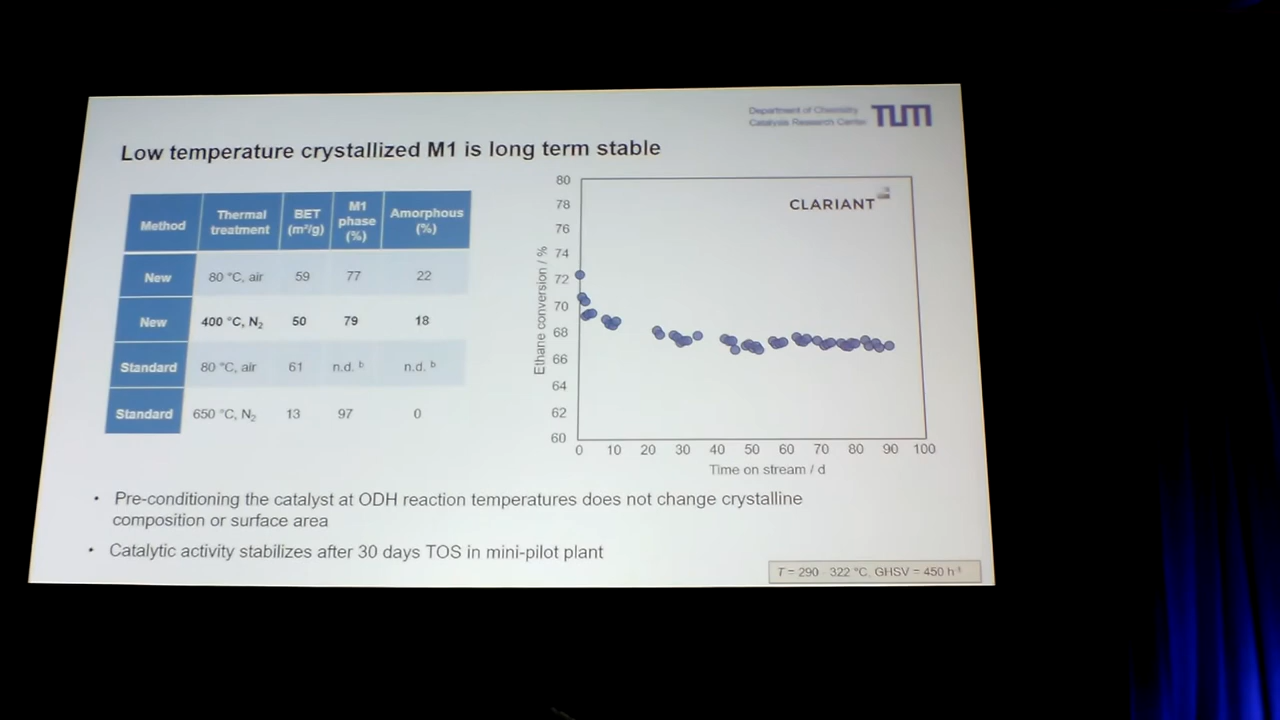 Department of Chemistry
Catalysis Research Center
TUM
Low temperature crystallized M1 is long term stable
Method Thermal treatment BET (m²/g) M1 phase (%) Amorphous (%)
New 80 °C, air 59 77 22
New 400 °C, N₂ 50 79 18
Standard 80 °C, air 61 n.d. ᵇ n.d. ᵇ
Standard 650 °C, N₂ 13 97 0
CLARIANT
Ethane conversion / %
80
78
76
74
72
70
68
66
64
62
60
0 10 20 30 40 50 60 70 80 90 100
Time on stream / d
• Pre-conditioning the catalyst at ODH reaction temperatures does not change crystalline
composition or surface area
• Catalytic activity stabilizes after 30 days TOS in mini-pilot plant
T = 290 - 322 °C, GHSV = 450 h⁻¹